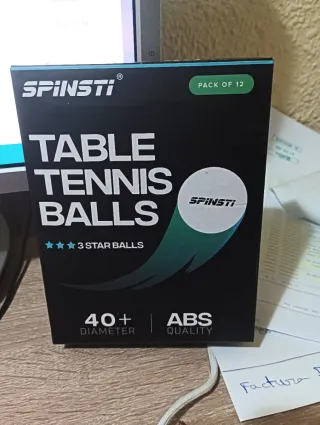 SPINSTI®
PACK OF 12
TABLE
TENNIS
BALLS
SPINSTI
3 STAR BALLS
40+
DIAMETER
ABS
QUALITY
Factura